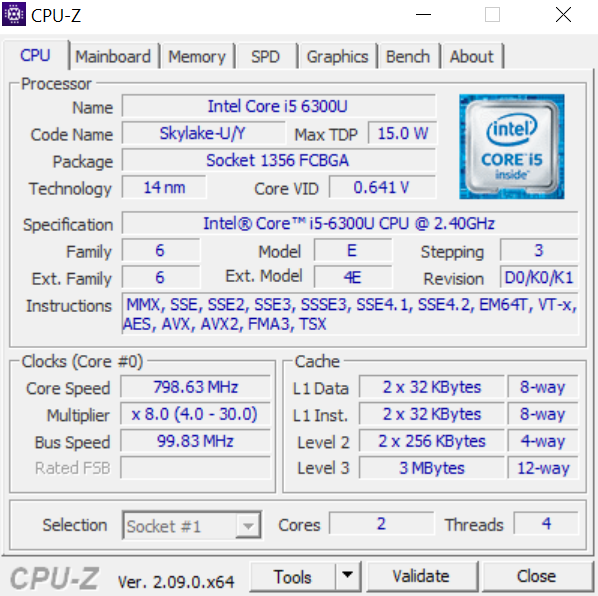 CPU-Z
CPU Mainboard Memory SPD Graphics Bench About
Processor
Name Intel Core i5 6300U
Code Name Skylake-U/Y Max TDP 15.0 W
Package Socket 1356 FCBGA
Technology 14 nm Core VID 0.641 V
intel
CORE i5
inside
Specification Intel® Core™ i5-6300U CPU @ 2.40GHz
Family 6 Model E Stepping 3
Ext. Family 6 Ext. Model 4E Revision D0/K0/K1
Instructions MMX, SSE, SSE2, SSE3, SSSE3, SSE4.1, SSE4.2, EM64T, VT-x,
AES, AVX, AVX2, FMA3, TSX
Clocks (Core #0) Cache
Core Speed 798.63 MHz L1 Data 2 x 32 KBytes 8-way
Multiplier x 8.0 (4.0 - 30.0) L1 Inst. 2 x 32 KBytes 8-way
Bus Speed 99.83 MHz Level 2 2 x 256 KBytes 4-way
Rated FSB Level 3 3 MBytes 12-way
Selection Socket #1 Cores 2 Threads 4
CPU-Z Ver. 2.09.0.x64 Tools Validate Close